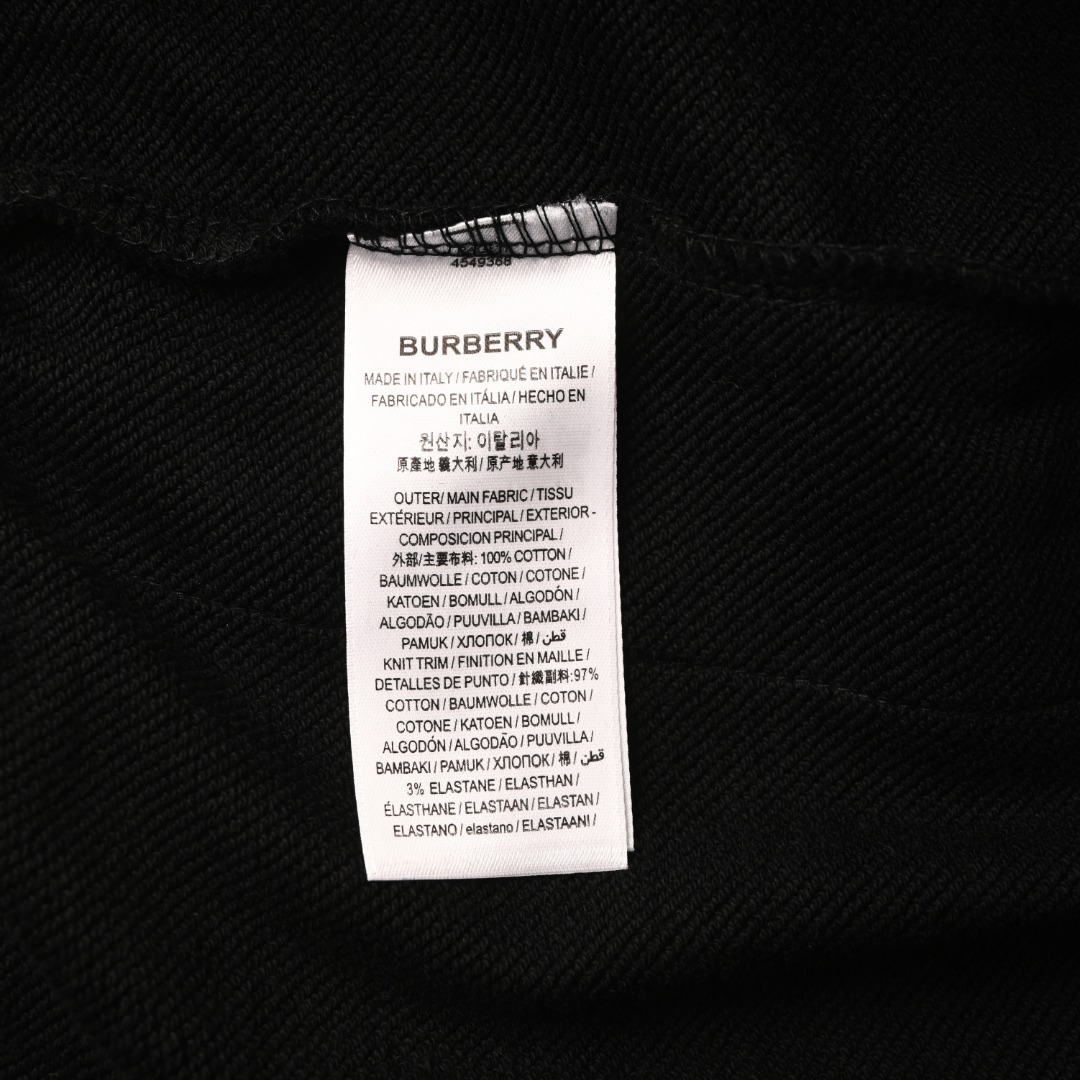 4549368
BURBERRY
MADE IN ITALY / FABRIQUÉ EN ITALIE /
FABRICADO EN ITÁLIA / HECHO EN
ITALIA
원산지: 이탈리아
原產地 義大利 / 原产地 意大利
OUTER/ MAIN FABRIC / TISSU
EXTÉRIEUR / PRINCIPAL / EXTERIOR -
COMPOSICION PRINCIPAL /
外部/主要布料: 100% COTTON /
BAUMWOLLE / COTON / COTONE /
KATOEN / BOMULL / ALGODÓN /
ALGODÃO / PUUVILLA / BAMBAKI /
PAMUK / ХЛОПОК / 棉 / قطن
KNIT TRIM / FINITION EN MAILLE /
DETALLES DE PUNTO / 針織副料: 97%
COTTON / BAUMWOLLE / COTON /
COTONE / KATOEN / BOMULL /
ALGODÓN / ALGODÃO / PUUVILLA /
BAMBAKI / PAMUK / ХЛОПОК / 棉 / قطن
3% ELASTANE / ELASTHAN /
ÉLASTHANE / ELASTAAN / ELASTAN /
ELASTANO / elastano / ELASTAANI /